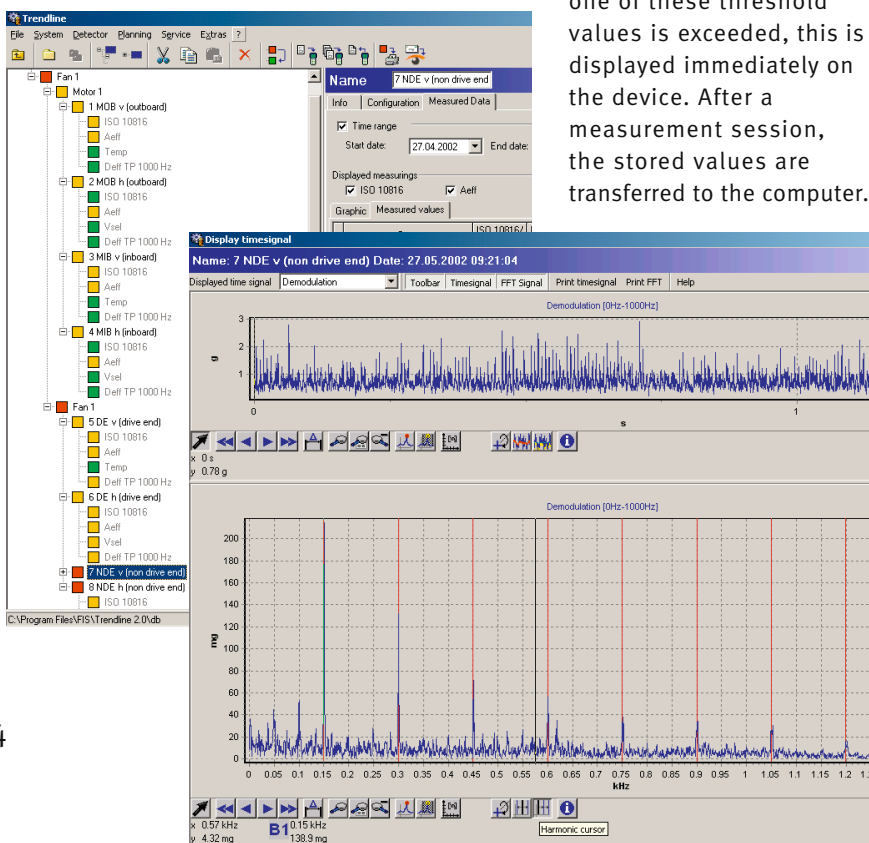 one of these threshold
values is exceeded, this is
displayed immediately on
the device. After a
measurement session,
the stored values are
transferred to the computer.
Trendline
File System Detector Planning Service Extras ?
Fan 1
Motor 1
1 MOB v (outboard)
ISO 10816
Aeff
Temp
Deff TP 1000 Hz
2 MOB h (outboard)
ISO 10816
Aeff
Vsel
Deff TP 1000 Hz
3 MIB v (inboard)
ISO 10816
Aeff
Temp
Deff TP 1000 Hz
4 MIB h (inboard)
ISO 10816
Aeff
Vsel
Deff TP 1000 Hz
Fan 1
5 DE v (drive end)
ISO 10816
Aeff
Temp
Deff TP 1000 Hz
6 DE h (drive end)
ISO 10816
Aeff
Vsel
Deff TP 1000 Hz
7 NDE v (non drive end)
8 NDE h (non drive end)
ISO 10816
C:\Program Files\FIS\Trendline 2.0\db
Name 7 NDE v (non drive end
Info Configuration Measured Data
Time range
Start date: 27.04.2002 End date:
Displayed measurings
ISO 10816 Aeff
Graphic Measured values
ISO 10816/
Display timesignal
Name: 7 NDE v (non drive end) Date: 27.05.2002 09:21:04
Displayed time signal Demodulation Toolbar Timesignal FFT Signal Print timesignal Print FFT Help
Demodulation [0Hz-1000Hz]
3
2
1
g
0 1
s
x 0 s
y 0.78 g
Demodulation [0Hz-1000Hz]
200
180
160
140
120
100
80
60
40
20
0
mg
0 0.05 0.1 0.15 0.2 0.25 0.3 0.35 0.4 0.45 0.5 0.55 0.6 0.65 0.7 0.75 0.8 0.85 0.9 0.95 1 1.05 1.1 1.15 1.2
kHz
x 0.57 kHz
y 4.32 mg
B1 0.15 kHz
138.9 mg
Harmonic cursor
4